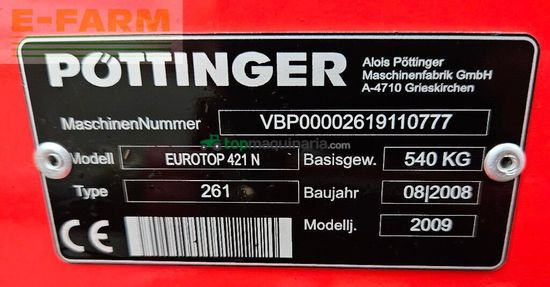 E-FARM
PÖTTINGER
Alois Pöttinger
Maschinenfabrik GmbH
A-4710 Grieskirchen
MaschinenNummer VBP00002619110777
topmaquinaria.com
Modell EUROTOP 421 N Basisgew. 540 KG
Type 261 Baujahr 08|2008
CE Modellj. 2009